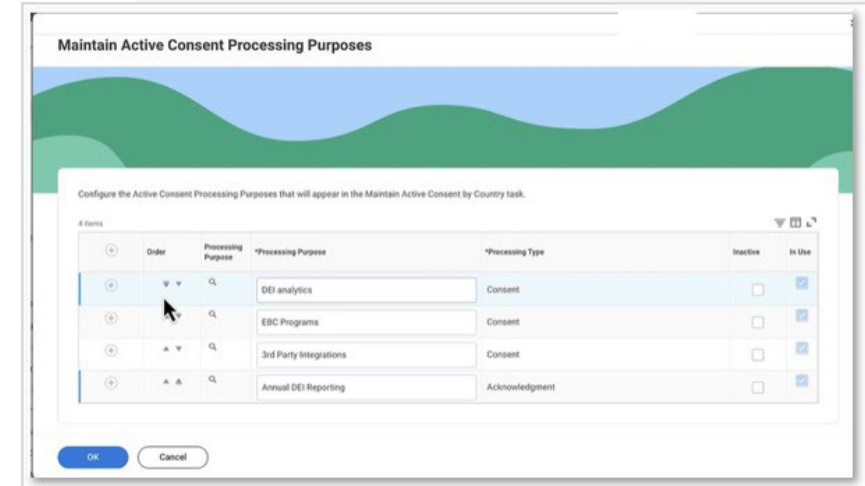 Maintain Active Consent Processing Purposes
Configure the Active Consent Processing Purposes that will appear in the Maintain Active Consent by Country task.
4 items
Order Processing Purpose *Processing Purpose *Processing Type Inactive In Use
DEI analytics Consent
EBC Programs Consent
3rd Party Integrations Consent
Annual DEI Reporting Acknowledgment
OK Cancel